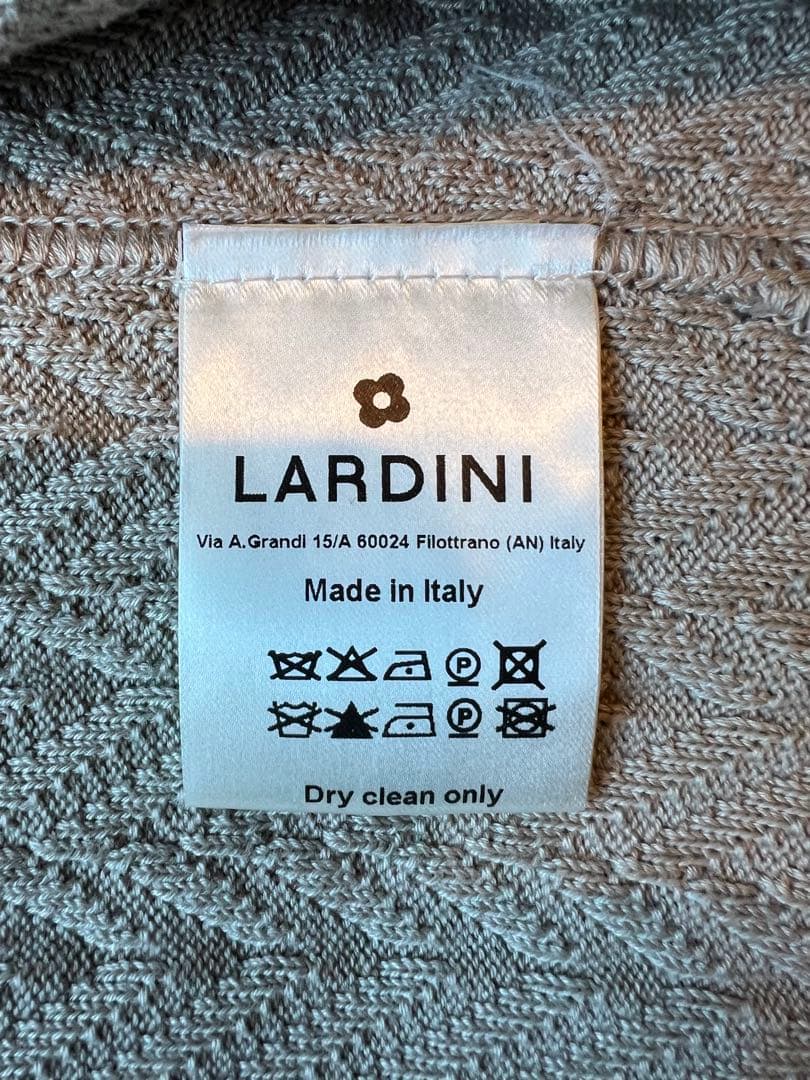 LARDINI
Via A.Grandi 15/A 60024 Filottrano (AN) Italy
Made in Italy
P
P
Dry clean only